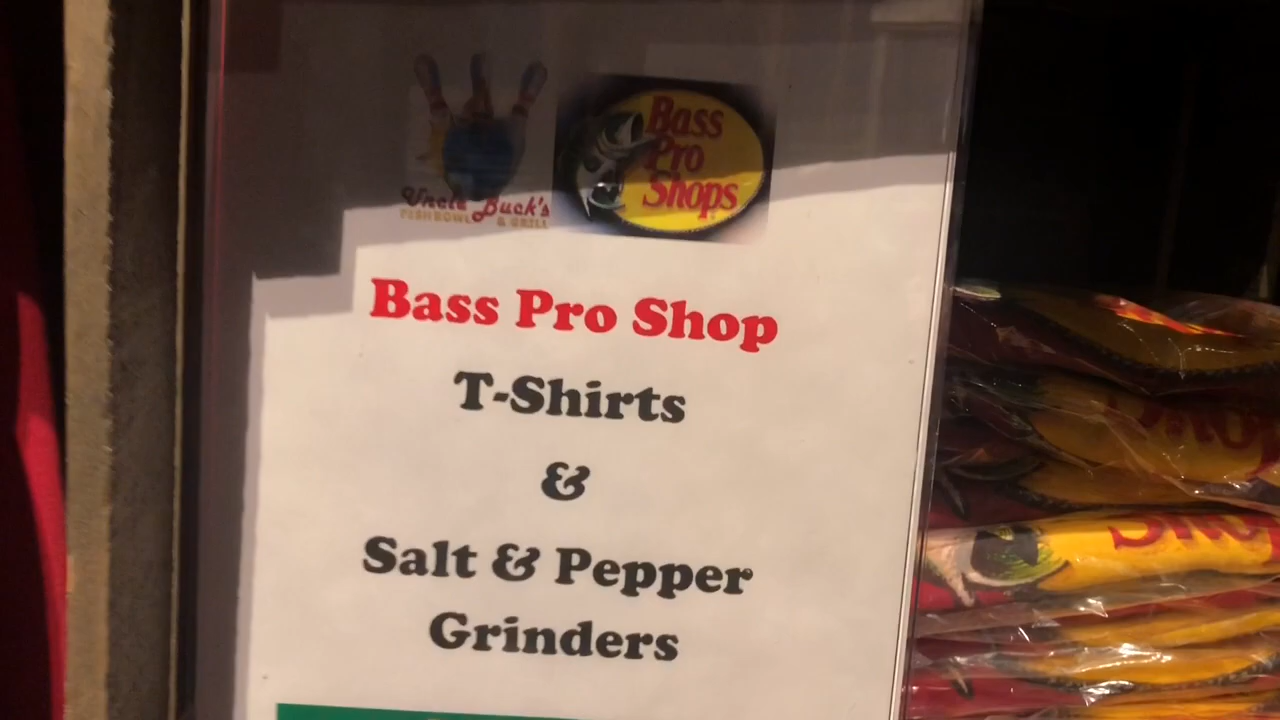 Uncle Buck's
FISHBOWL
& GRILL
Bass
Pro
Shops
Bass Pro Shop
T-Shirts
&
Salt & Pepper
Grinders